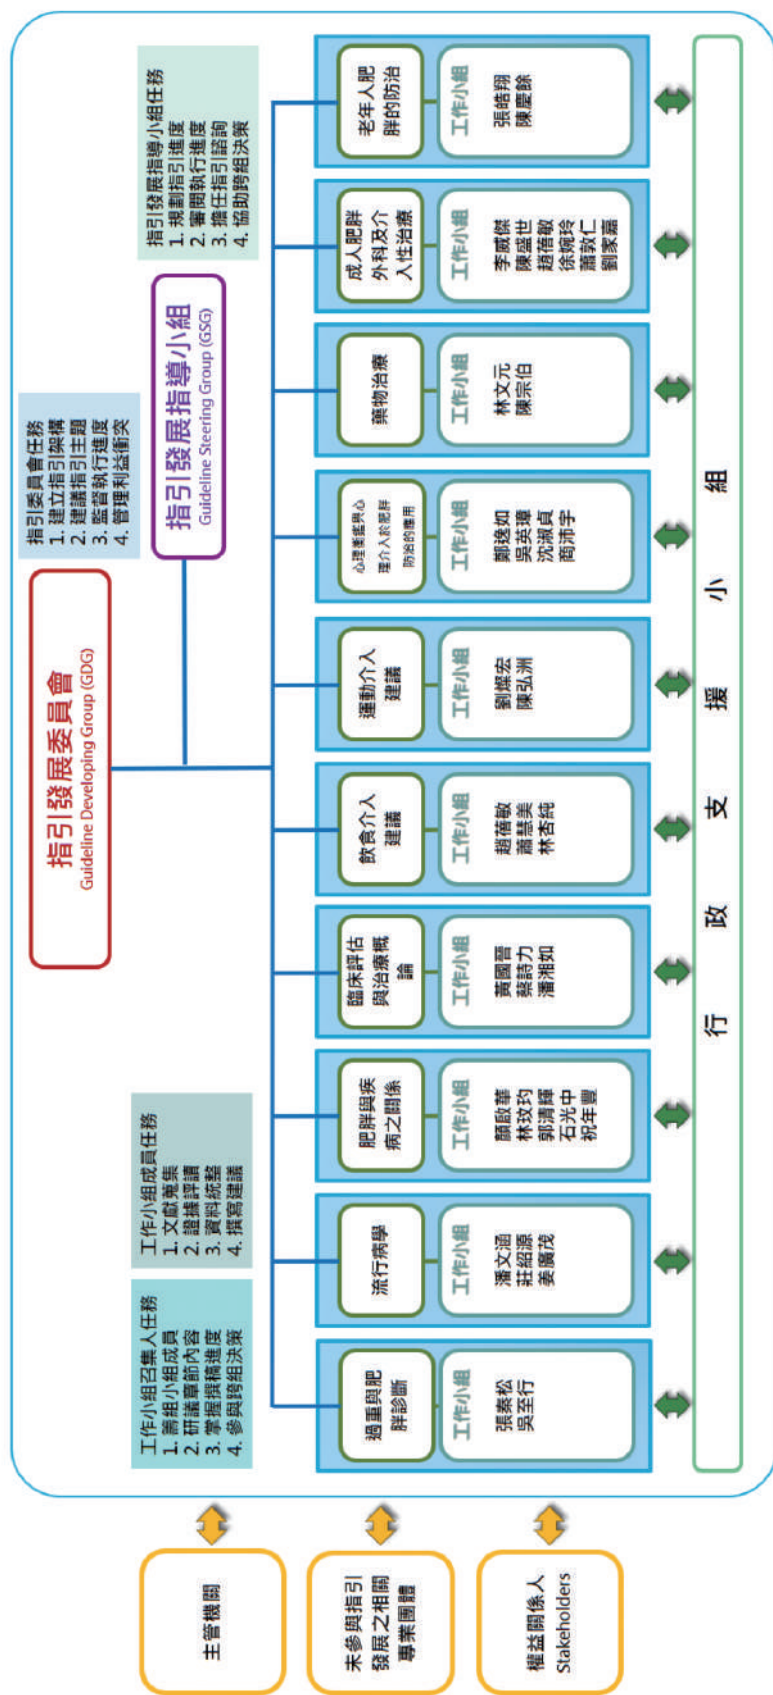 指引發展委員會
Guideline Developing Group (GDG)
指引委員會任務
1. 建立指引架構
2. 建議指引主題
3. 監督執行進度
4. 管理利益衝突
指引發展指導小組
Guideline Steering Group (GSG)
指引發展指導小組任務
1. 規劃指引進度
2. 審閱執行進度
3. 擔任指引諮詢
4. 協助跨組決策
工作小組召集人任務
1. 籌組小組成員
2. 研議章節內容
3. 掌握撰稿進度
4. 參與跨組決策
工作小組成員任務
1. 文獻蒐集
2. 證據評讀
3. 資料統整
4. 撰寫建議
主管機關
未參與指引
發展之相關
專業團體
權益關係人
Stakeholders
過重與肥
胖診斷
工作小組
張秦松
吳至行
流行病學
工作小組
潘文涵
莊紹源
姜廣茂
肥胖與疾
病之關係
工作小組
顏啟華
林玟玓
郭清輝
石光中
祝年豐
臨床評估
與治療概
論
工作小組
黃國晉
蔡詩力
潘湘如
飲食介入
建議
工作小組
趙蓓敏
蕭慧美
林杏純
運動介入
建議
工作小組
劉燦宏
陳弘洲
心理衡鑑與心
理介入於肥胖
防治的應用
工作小組
鄭逸如
吳英璋
沈淑貞
商沛宇
藥物治療
工作小組
林文元
陳宗伯
成人肥胖
外科及介
入性治療
工作小組
李威傑
陳盛世
趙蓓敏
徐婉玲
蕭敦仁
劉家嘉
老年人肥
胖的防治
工作小組
張皓翔
陳慶餘
行政支援小組